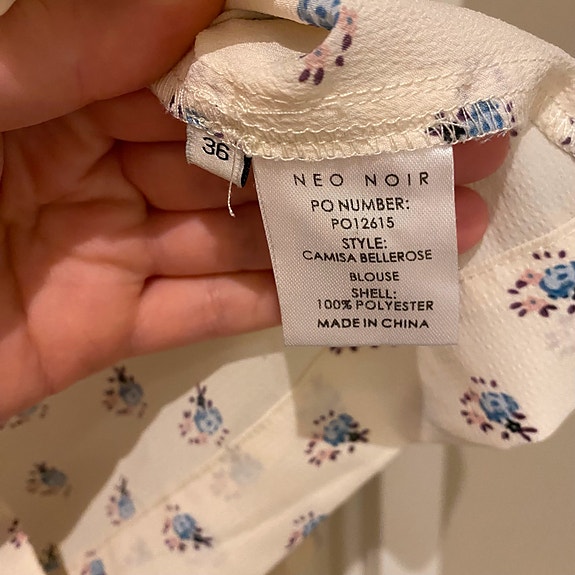 36
NEO NOIR
PO NUMBER:
PO12615
STYLE:
CAMISA BELLEROSE
BLOUSE
SHELL:
100% POLYESTER
MADE IN CHINA